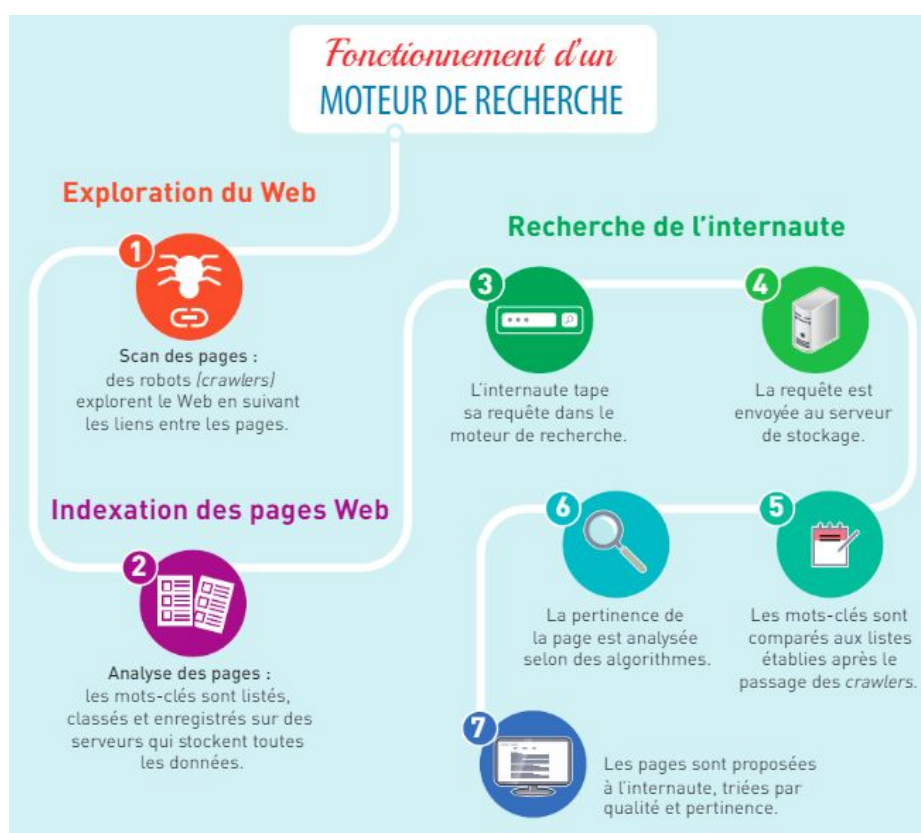 Fonctionnement d'un
MOTEUR DE RECHERCHE
Exploration du Web
1
Scan des pages :
des robots (crawlers)
explorent le Web en suivant
les liens entre les pages.
Indexation des pages Web
2
Analyse des pages :
les mots-clés sont listés,
classés et enregistrés sur des
serveurs qui stockent toutes
les données.
Recherche de l'internaute
3
L'internaute tape
sa requête dans le
moteur de recherche.
4
La requête est
envoyée au serveur
de stockage.
5
Les mots-clés sont
comparés aux listes
établies après le
passage des crawlers.
6
La pertinence de
la page est analysée
selon des algorithmes.
7
Les pages sont proposées
à l'internaute, triées par
qualité et pertinence.